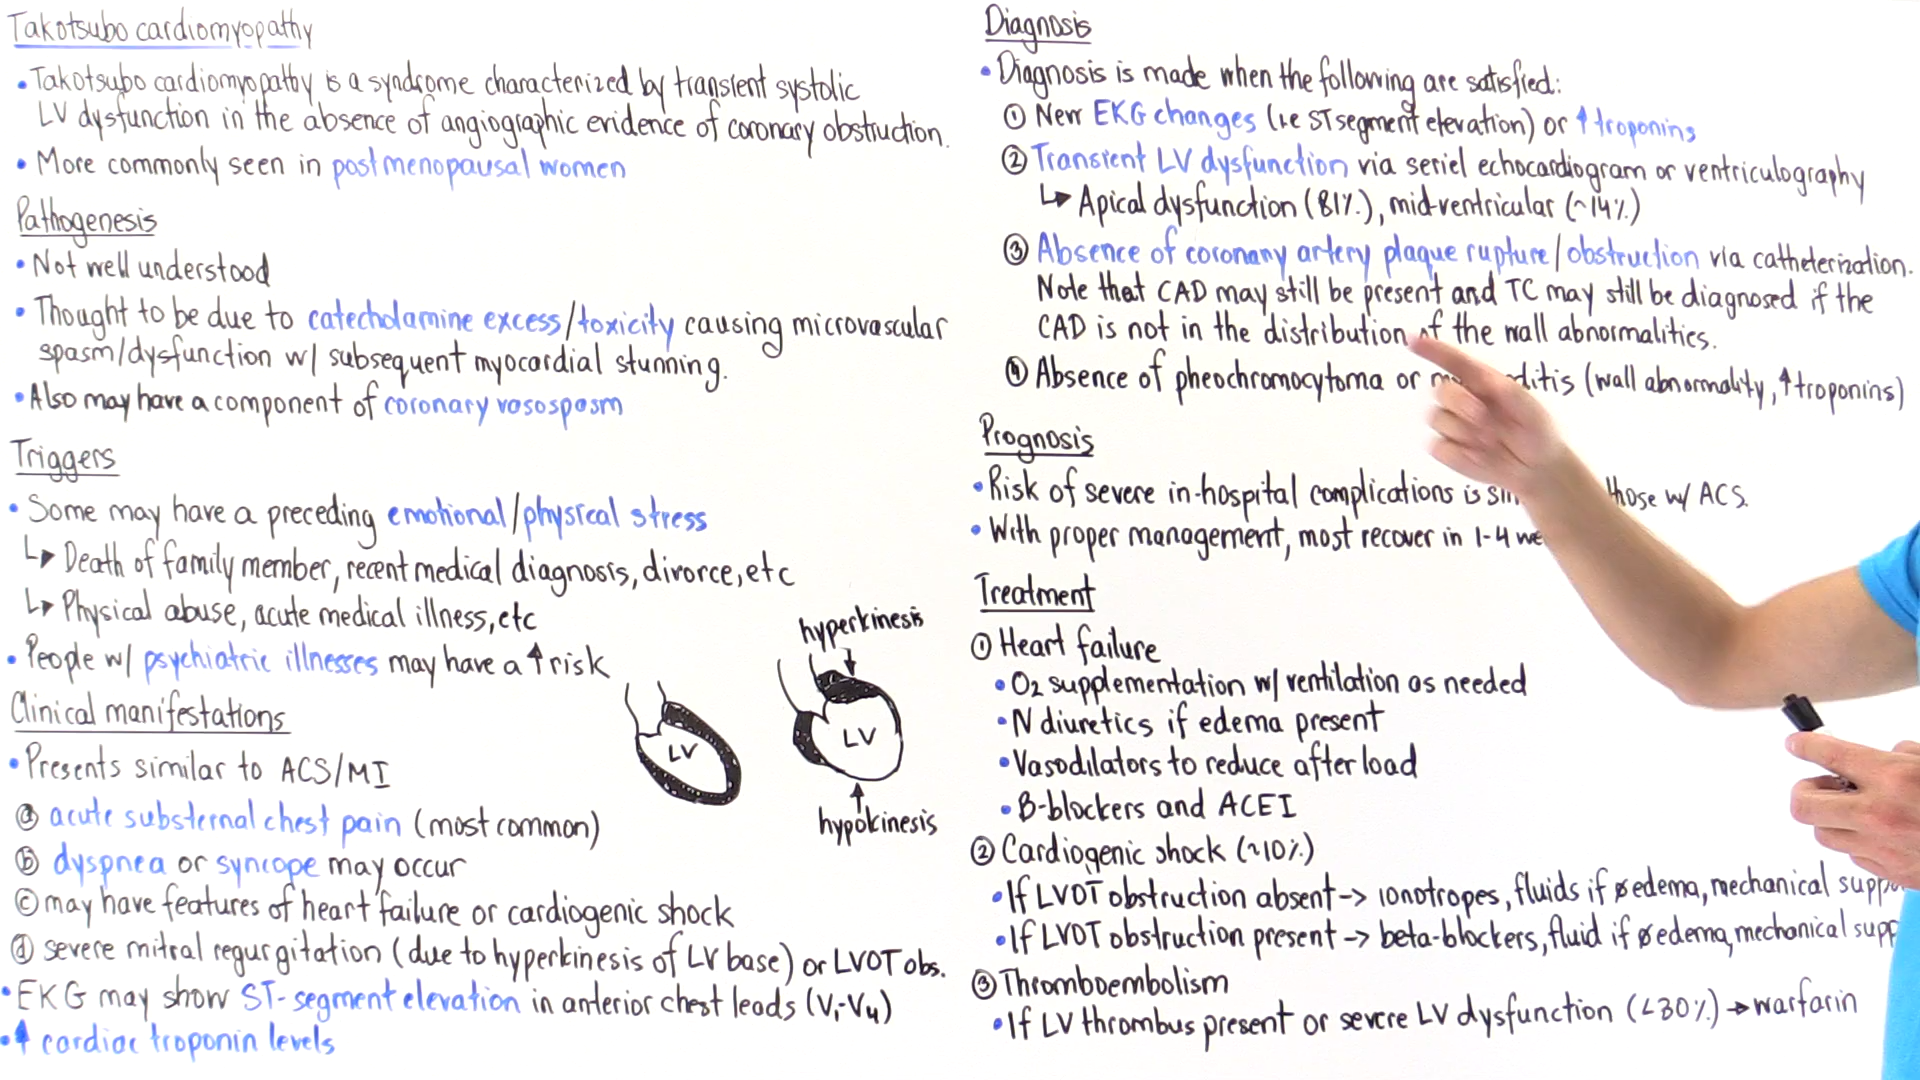 Takotsubo cardiomyopathy
• Takotsubo cardiomyopathy is a syndrome characterized by transient systolic
LV dysfunction in the absence of angiographic evidence of coronary obstruction.
• More commonly seen in postmenopausal women
Pathogenesis
• Not well understood
• Thought to be due to catecholamine excess/toxicity causing microvascular
spasm/dysfunction w/ subsequent myocardial stunning.
• Also may have a component of coronary vasospasm
Triggers
• Some may have a preceding emotional/physical stress
↳ Death of family member, recent medical diagnosis, divorce, etc
↳ Physical abuse, acute medical illness, etc
• People w/ psychiatric illnesses may have a ↑ risk
Clinical manifestations
• Presents similar to ACS/MI
ⓐ acute substernal chest pain (most common)
ⓑ dyspnea or syncope may occur
ⓒ may have features of heart failure or cardiogenic shock
ⓓ severe mitral regurgitation (due to hyperkinesis of LV base) or LVOT obs.
• EKG may show ST-segment elevation in anterior chest leads (V1-V4)
• ↑ cardiac troponin levels
hyperkinesis
LV
LV
hypokinesis
Diagnosis
• Diagnosis is made when the following are satisfied:
① New EKG changes (i.e ST segment elevation) or ↑ troponins
② Transient LV dysfunction via seriel echocardiogram or ventriculography
↳ Apical dysfunction (81%), mid-ventricular (~14%)
③ Absence of coronary artery plaque rupture/obstruction via catheterization.
Note that CAD may still be present and TC may still be diagnosed if the
CAD is not in the distribution of the wall abnormalities.
④ Absence of pheochromocytoma or (wall abnormality, ↑ troponins)
Prognosis
• Risk of severe in-hospital complications is w/ ACS.
• With proper management, most recover in 1-4
Treatment
① Heart failure
• O2 supplementation w/ ventilation as needed
• IV diuretics if edema present
• Vasodilators to reduce afterload
• B-blockers and ACEI
② Cardiogenic shock (~10%)
• If LVOT obstruction absent -> ionotropes, fluids if ∅ edema, mechanical
• If LVOT obstruction present -> beta-blockers, fluid if ∅ edema, mechanical
③ Thromboembolism
• If LV thrombus present or severe LV dysfunction (<30%) → warfarin